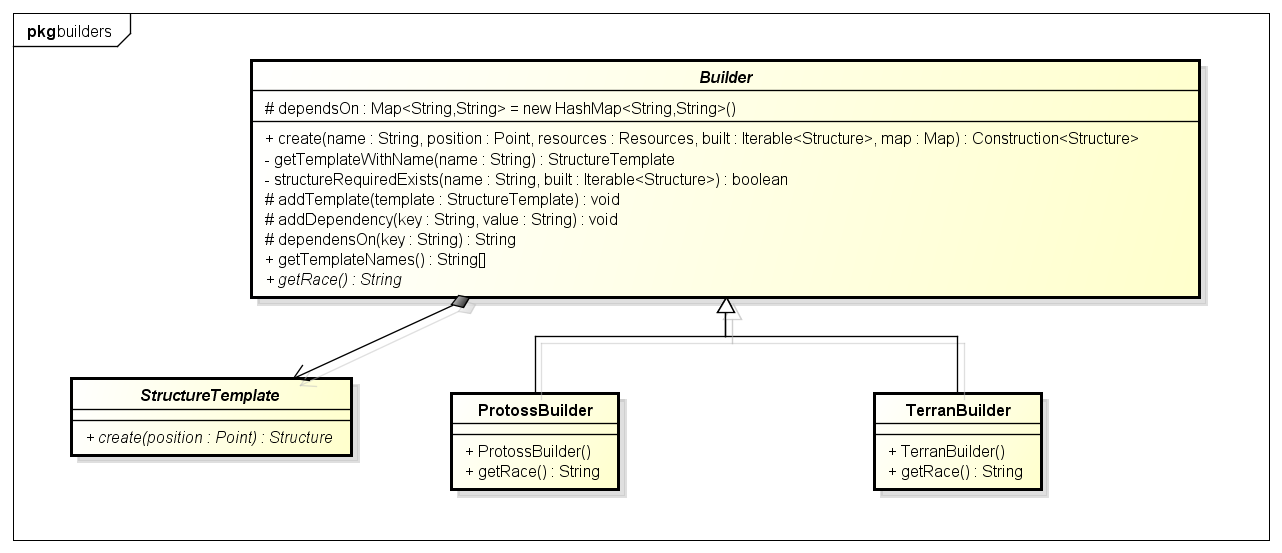 pkg builders
Builder
# dependsOn : Map<String,String> = new HashMap<String,String>()
+ create(name : String, position : Point, resources : Resources, built : Iterable<Structure>, map : Map) : Construction<Structure>
- getTemplateWithName(name : String) : StructureTemplate
- structureRequiredExists(name : String, built : Iterable<Structure>) : boolean
# addTemplate(template : StructureTemplate) : void
# addDependency(key : String, value : String) : void
# dependensOn(key : String) : String
+ getTemplateNames() : String[]
+ getRace() : String
StructureTemplate
+ create(position : Point) : Structure
ProtossBuilder
+ ProtossBuilder()
+ getRace() : String
TerranBuilder
+ TerranBuilder()
+ getRace() : String